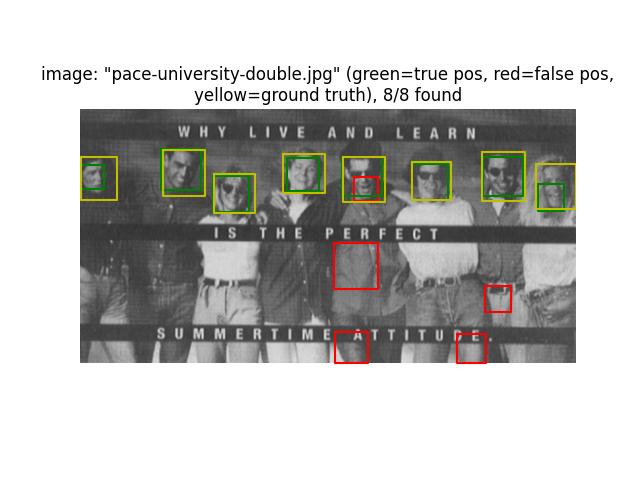 image: "pace-university-double.jpg" (green=true pos, red=false pos,
yellow=ground truth), 8/8 found
WHY LIVE AND LEARN
IS THE PERFECT
SUMMERTIME ATTITUDE.